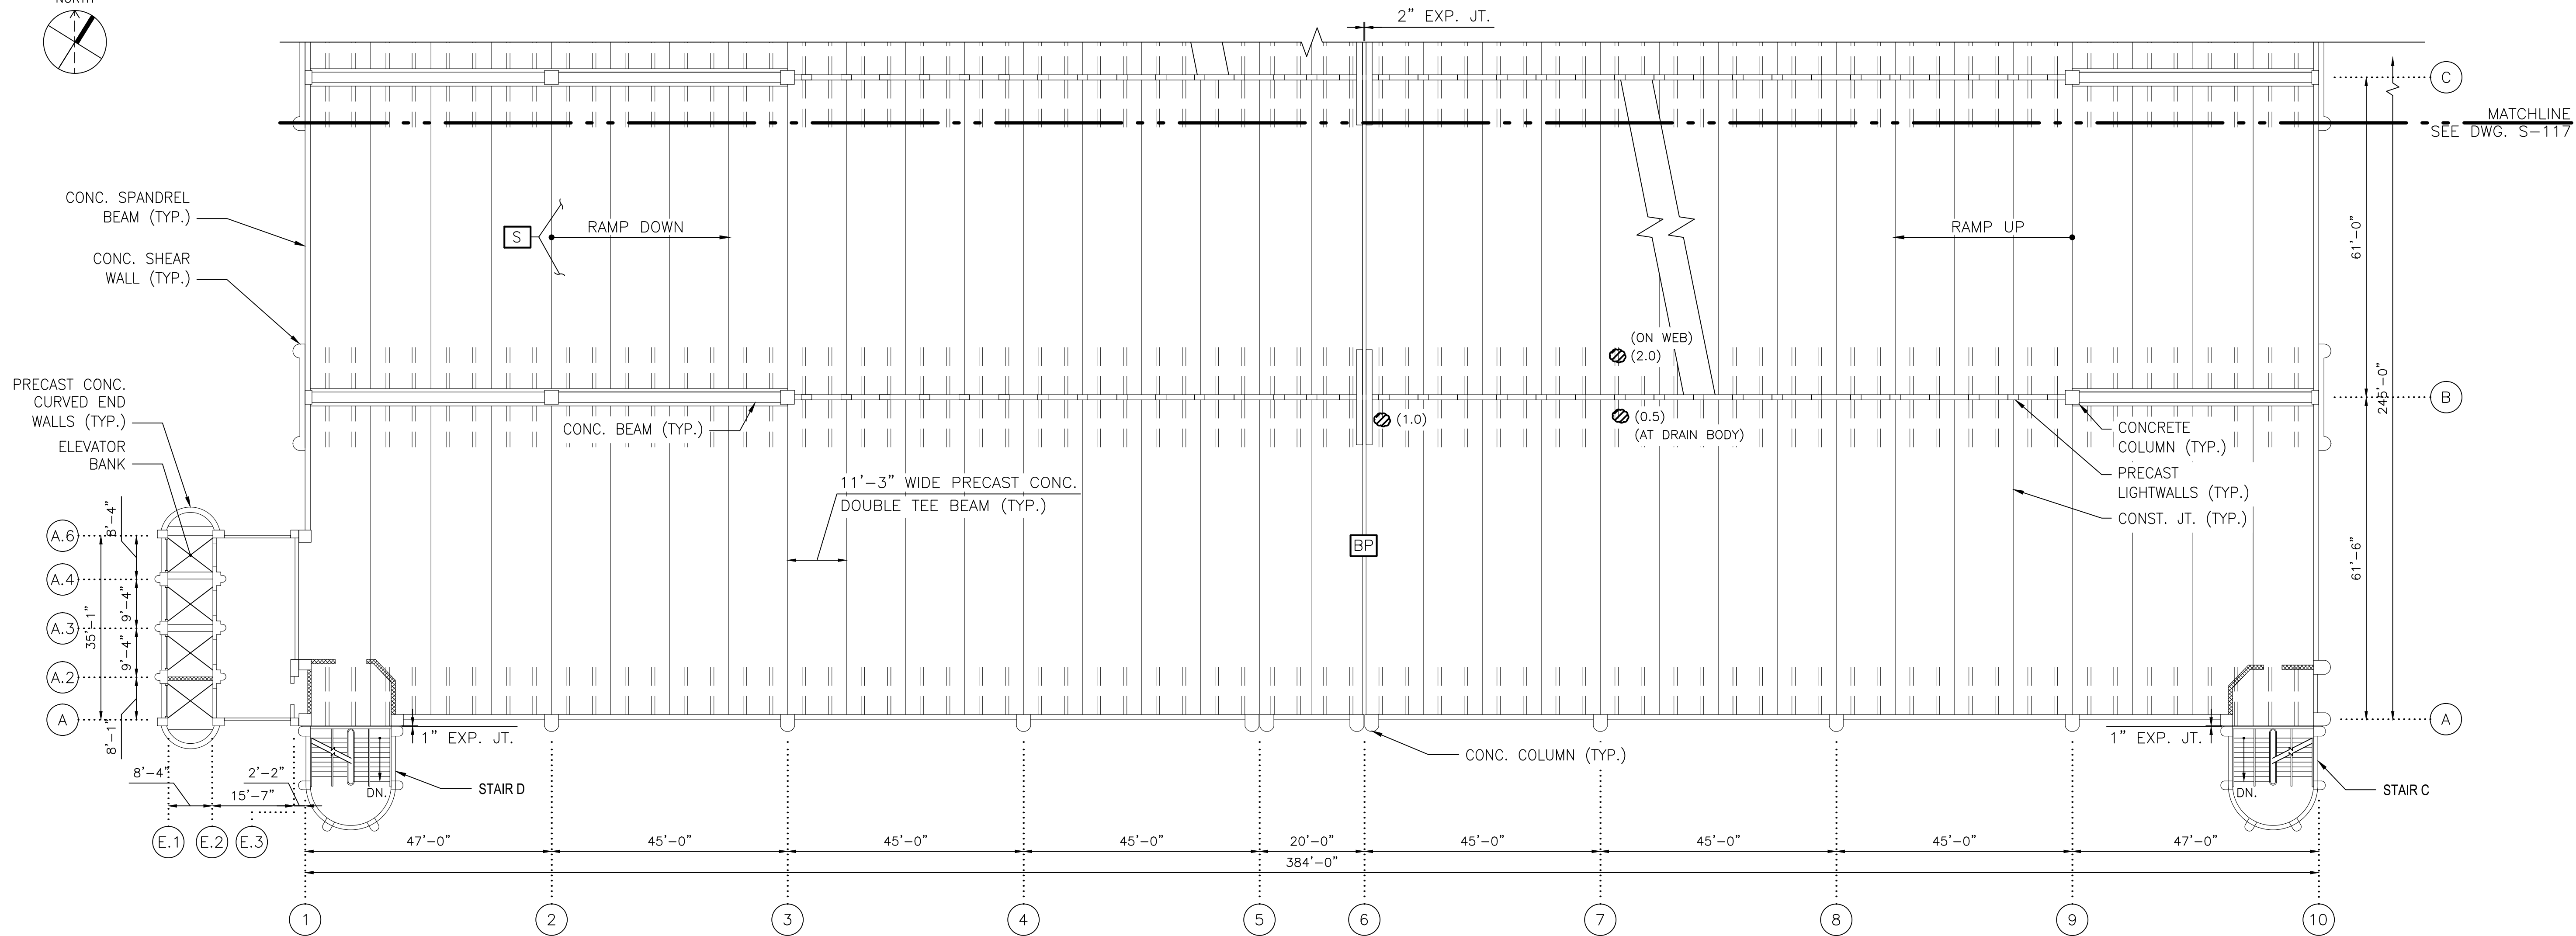 NORTH
2" EXP. JT.
C
MATCHLINE
SEE DWG. S-117
CONC. SPANDREL
BEAM (TYP.)
S
RAMP DOWN
RAMP UP
61'-0"
CONC. SHEAR
WALL (TYP.)
(ON WEB)
(2.0)
PRECAST CONC.
CURVED END
WALLS (TYP.)
245'-0"
B
CONC. BEAM (TYP.)
(1.0)
(0.5)
(AT DRAIN BODY)
CONCRETE
COLUMN (TYP.)
ELEVATOR
BANK
PRECAST
LIGHTWALLS (TYP.)
11'-3" WIDE PRECAST CONC.
DOUBLE TEE BEAM (TYP.)
CONST. JT. (TYP.)
8'-4"
A.6
BP
61'-6"
A.4
9'-4"
35'-1"
A.3
9'-4"
A.2
A
8'-1"
A
1" EXP. JT.
1" EXP. JT.
CONC. COLUMN (TYP.)
8'-4"
2'-2"
15'-7"
DN.
STAIR D
DN.
STAIR C
E.1
E.2
E.3
47'-0"
45'-0"
45'-0"
45'-0"
20'-0"
45'-0"
45'-0"
45'-0"
47'-0"
384'-0"
1
2
3
4
5
6
7
8
9
10